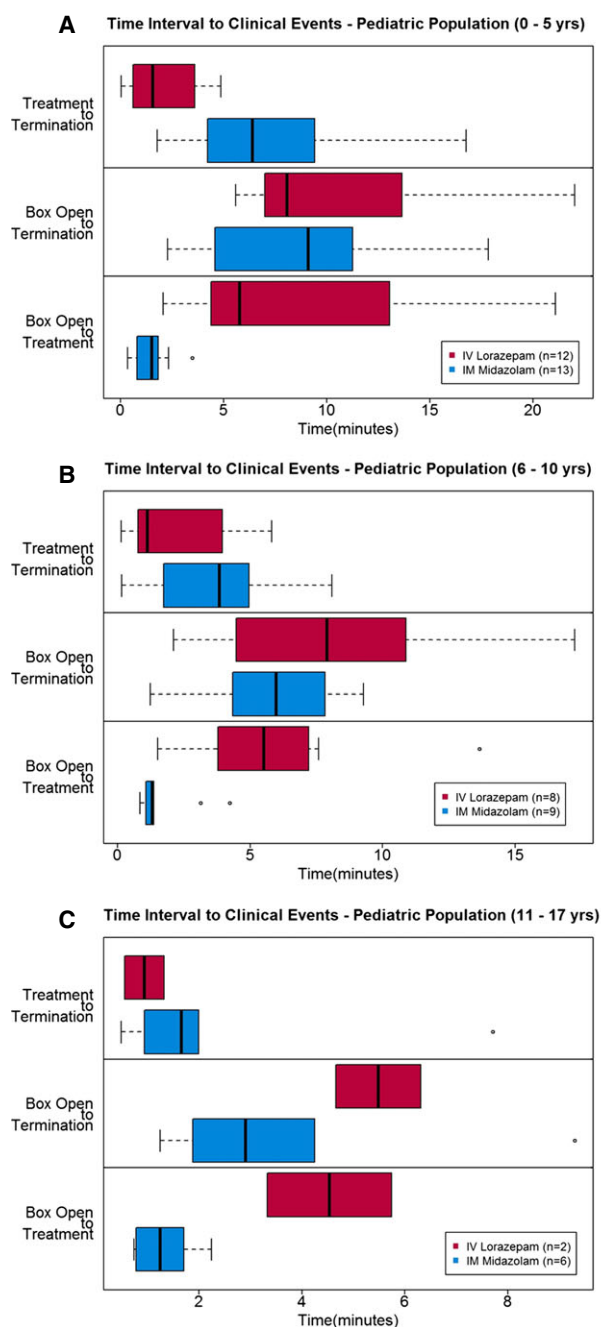 A
Time Interval to Clinical Events - Pediatric Population (0 - 5 yrs)
Treatment
to
Termination
Box Open
to
Termination
Box Open
to
Treatment
IV Lorazepam (n=12)
IM Midazolam (n=13)
0 5 10 15 20
Time(minutes)
B
Time Interval to Clinical Events - Pediatric Population (6 - 10 yrs)
Treatment
to
Termination
Box Open
to
Termination
Box Open
to
Treatment
IV Lorazepam (n=8)
IM Midazolam (n=9)
0 5 10 15
Time(minutes)
C
Time Interval to Clinical Events - Pediatric Population (11 - 17 yrs)
Treatment
to
Termination
Box Open
to
Termination
Box Open
to
Treatment
IV Lorazepam (n=2)
IM Midazolam (n=6)
2 4 6 8
Time(minutes)